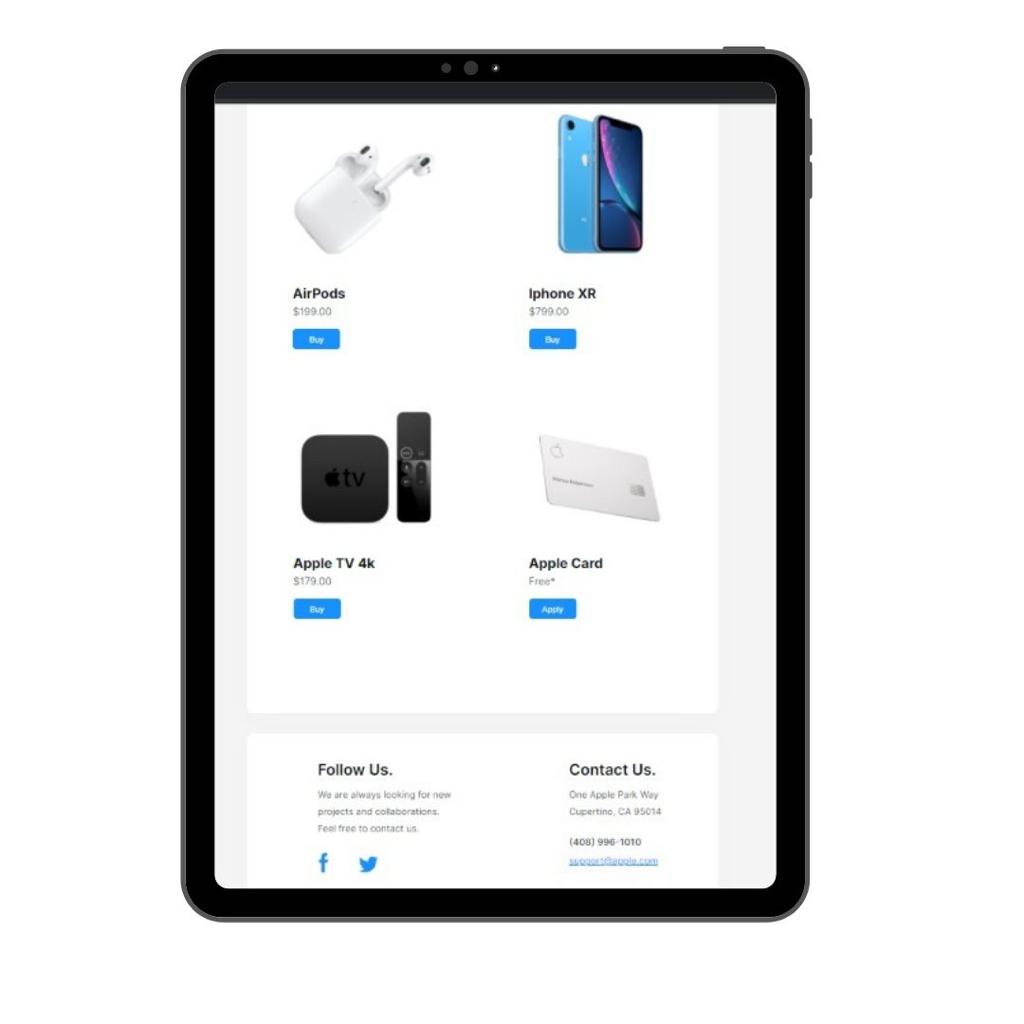 AirPods
$199.00
Buy
Iphone XR
$799.00
Buy
tv
Apple TV 4k
$179.00
Buy
Apple Card
Free*
Apply
Follow Us.
We are always looking for new
projects and collaborations.
Feel free to contact us.
Contact Us.
One Apple Park Way
Cupertino, CA 95014
(408) 996-1010
support@apple.com